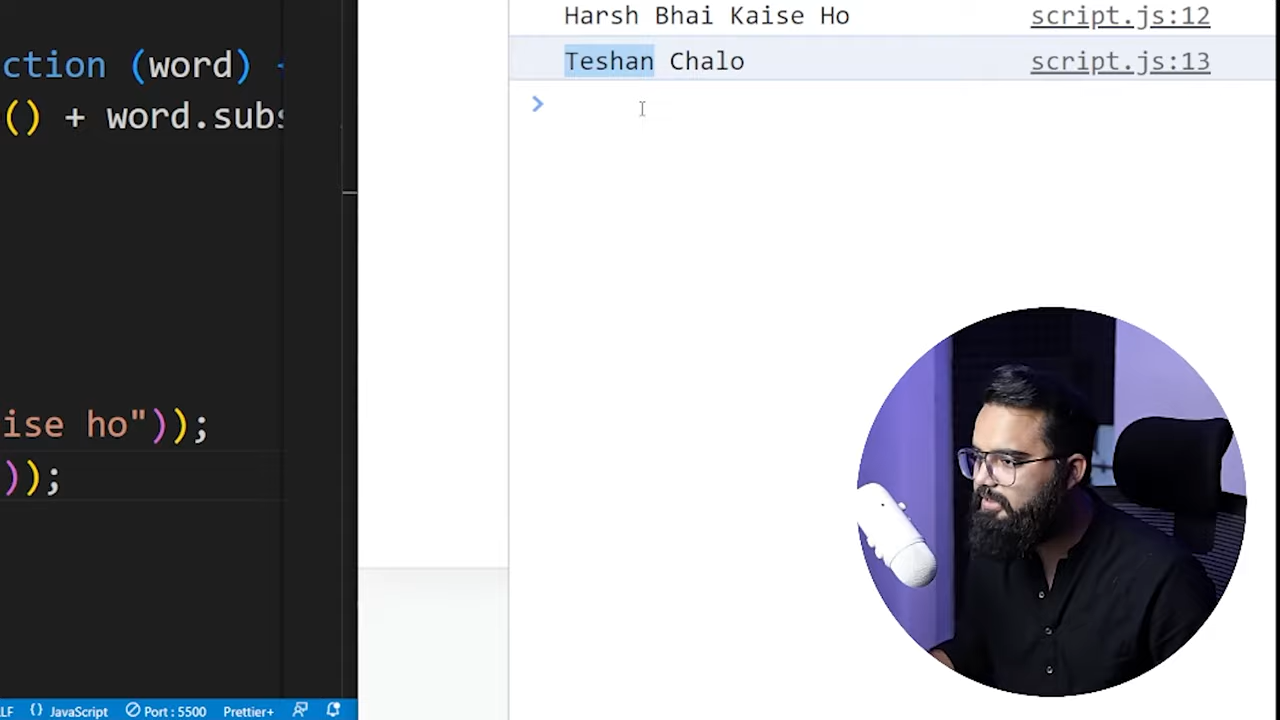 Harsh Bhai Kaise Ho script.js:12
ction (word) {
Teshan Chalo script.js:13
() + word.subs
>
ise ho"));
));
LF {} JavaScript Port : 5500 Prettier+